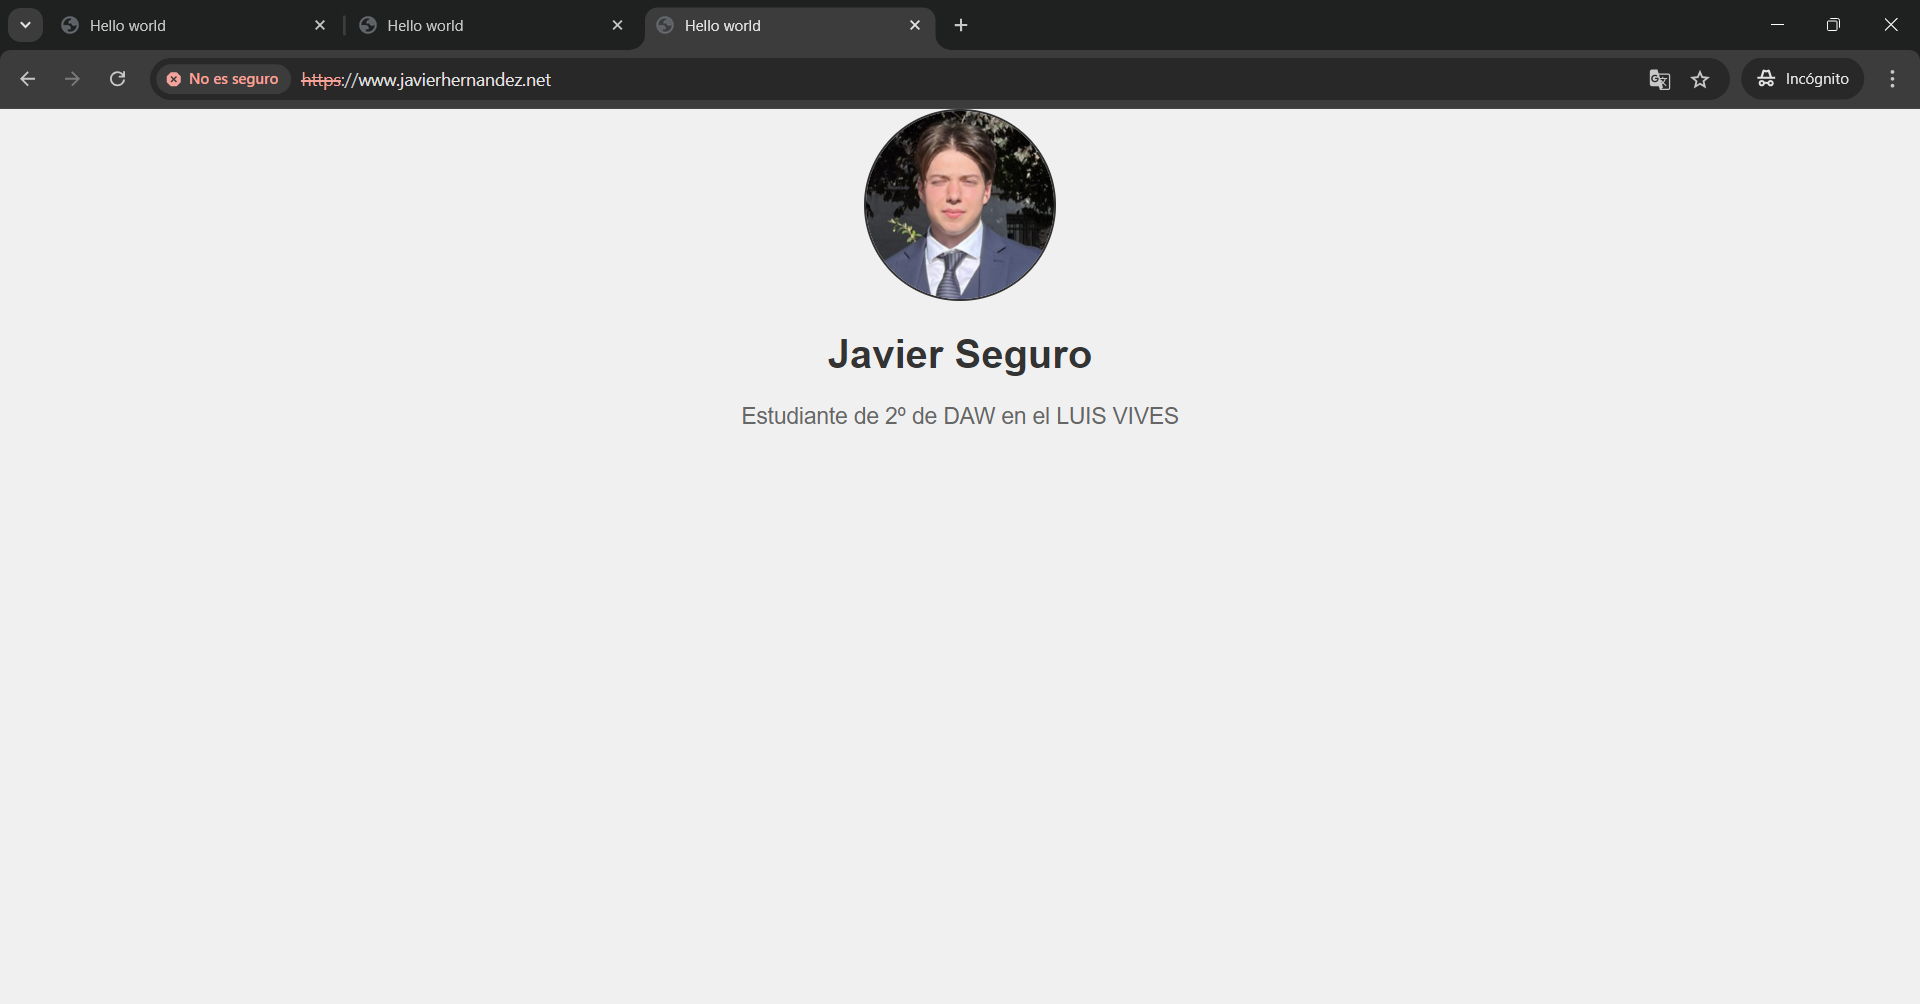 Hello world
Hello world
Hello world
No es seguro
https://www.javierhernandez.net
Incógnito
Javier Seguro
Estudiante de 2º de DAW en el LUIS VIVES